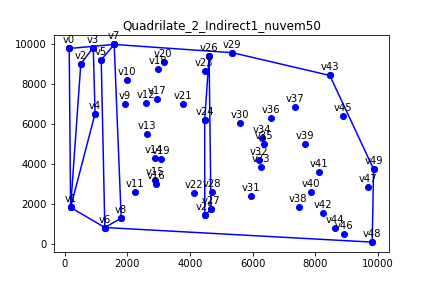 Quadrilate_2_Indirect1_nuvem50
v0
v3
v7
v2
v5
v26
v29
v20
v18
v23
v43
v10
v4
v9
v12
v17
v21
v24
v37
v45
v30
v36
v13
v34
v35
v39
v14
v19
v32
v33
v41
v49
v15
v16
v11
v22
v28
v31
v40
v47
v1
v25
v27
v38
v42
v6
v8
v44
v46
v48
10000
8000
6000
4000
2000
0
0
2000
4000
6000
8000
10000